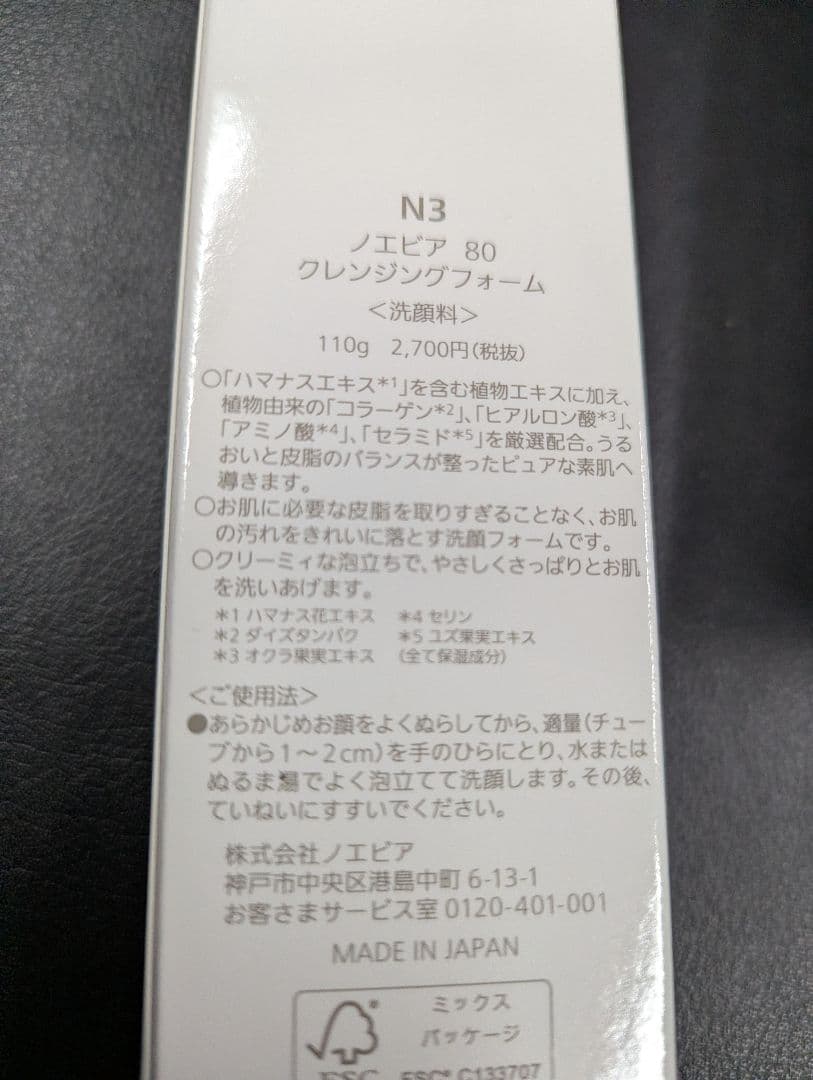 N3
ノエビア 80
クレンジングフォーム
＜洗顔料＞
110g 2,700円(税抜)
○「ハマナスエキス＊1」を含む植物エキスに加え、
植物由来の「コラーゲン＊2」、「ヒアルロン酸＊3」、
「アミノ酸＊4」、「セラミド＊5」を厳選配合。うる
おいと皮脂のバランスが整ったピュアな素肌へ
導きます。
○お肌に必要な皮脂を取りすぎることなく、お肌
の汚れをきれいに落とす洗顔フォームです。
○クリーミィな泡立ちで、やさしくさっぱりとお肌
を洗いあげます。
＊1 ハマナス花エキス ＊4 セリン
＊2 ダイズタンパク ＊5 ユズ果実エキス
＊3 オクラ果実エキス (全て保湿成分)
＜ご使用法＞
●あらかじめお顔をよくぬらしてから、適量(チュー
ブから1～2cm)を手のひらにとり、水または
ぬるま湯でよく泡立てて洗顔します。その後、
ていねいにすすいでください。
株式会社ノエビア
神戸市中央区港島中町 6-13-1
お客さまサービス室 0120-401-001
MADE IN JAPAN
ミックス
パッケージ
FSC FSC® C133707